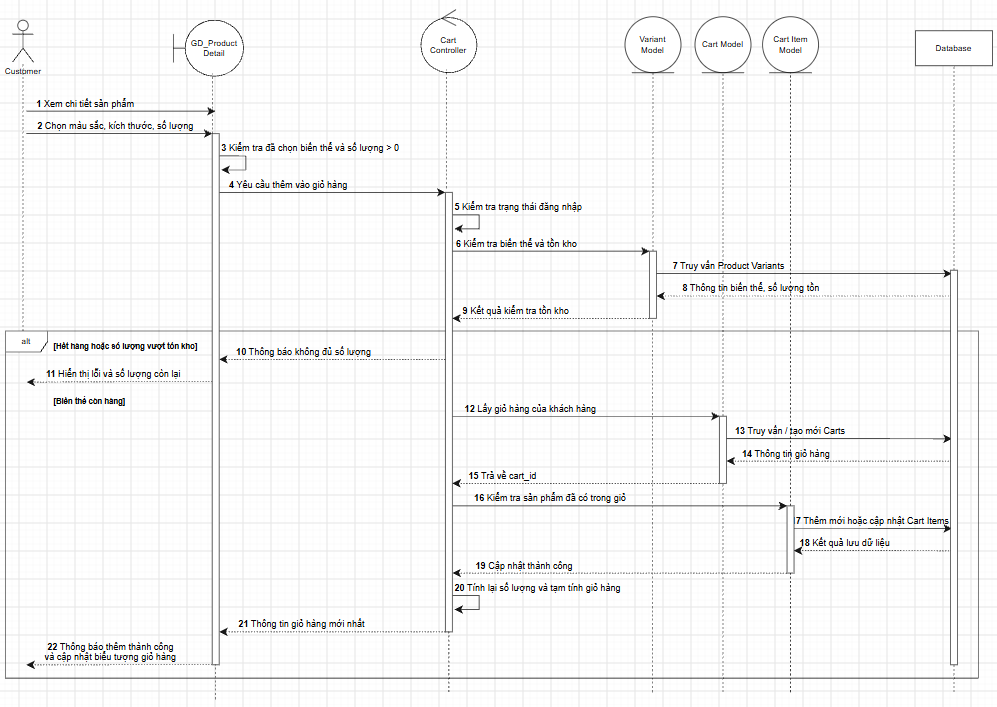 Customer
GD_Product
Detail
Cart
Controller
Variant
Model
Cart Model
Cart Item
Model
Database
1 Xem chi tiết sản phẩm
2 Chọn màu sắc, kích thước, số lượng
3 Kiểm tra đã chọn biến thể và số lượng > 0
4 Yêu cầu thêm vào giỏ hàng
5 Kiểm tra trạng thái đăng nhập
6 Kiểm tra biến thể và tồn kho
7 Truy vấn Product Variants
8 Thông tin biến thể, số lượng tồn
9 Kết quả kiểm tra tồn kho
alt
[Hết hàng hoặc số lượng vượt tồn kho]
10 Thông báo không đủ số lượng
11 Hiển thị lỗi và số lượng còn lại
[Biến thể còn hàng]
12 Lấy giỏ hàng của khách hàng
13 Truy vấn / tạo mới Carts
14 Thông tin giỏ hàng
15 Trả về cart_id
16 Kiểm tra sản phẩm đã có trong giỏ
17 Thêm mới hoặc cập nhật Cart Items
18 Kết quả lưu dữ liệu
19 Cập nhật thành công
20 Tính lại số lượng và tạm tính giỏ hàng
21 Thông tin giỏ hàng mới nhất
22 Thông báo thêm thành công
và cập nhật biểu tượng giỏ hàng